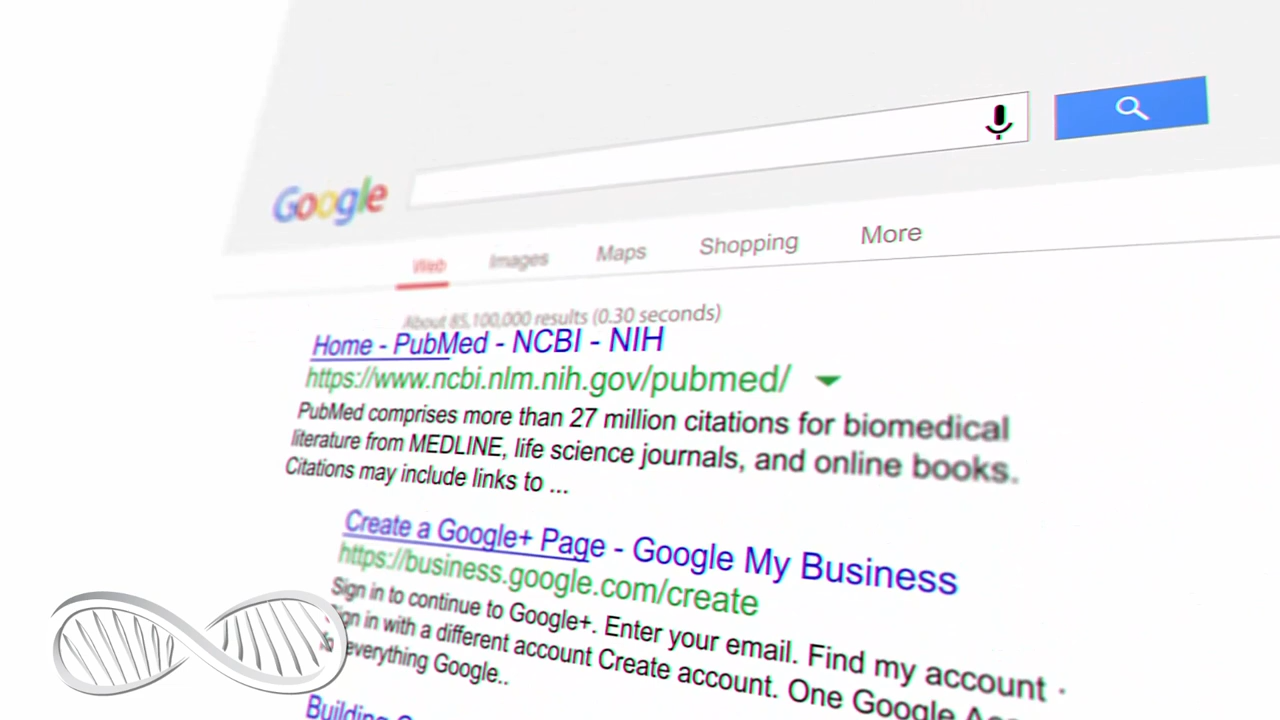 Google
Web Images Maps Shopping More
About 85,100,000 results (0.30 seconds)
Home - PubMed - NCBI - NIH
https://www.ncbi.nlm.nih.gov/pubmed/
PubMed comprises more than 27 million citations for biomedical
literature from MEDLINE, life science journals, and online books.
Citations may include links to ...
Create a Google+ Page - Google My Business
https://business.google.com/create
Sign in to continue to Google+. Enter your email. Find my account ·
Sign in with a different account Create account. One Google
everything Google..
Building